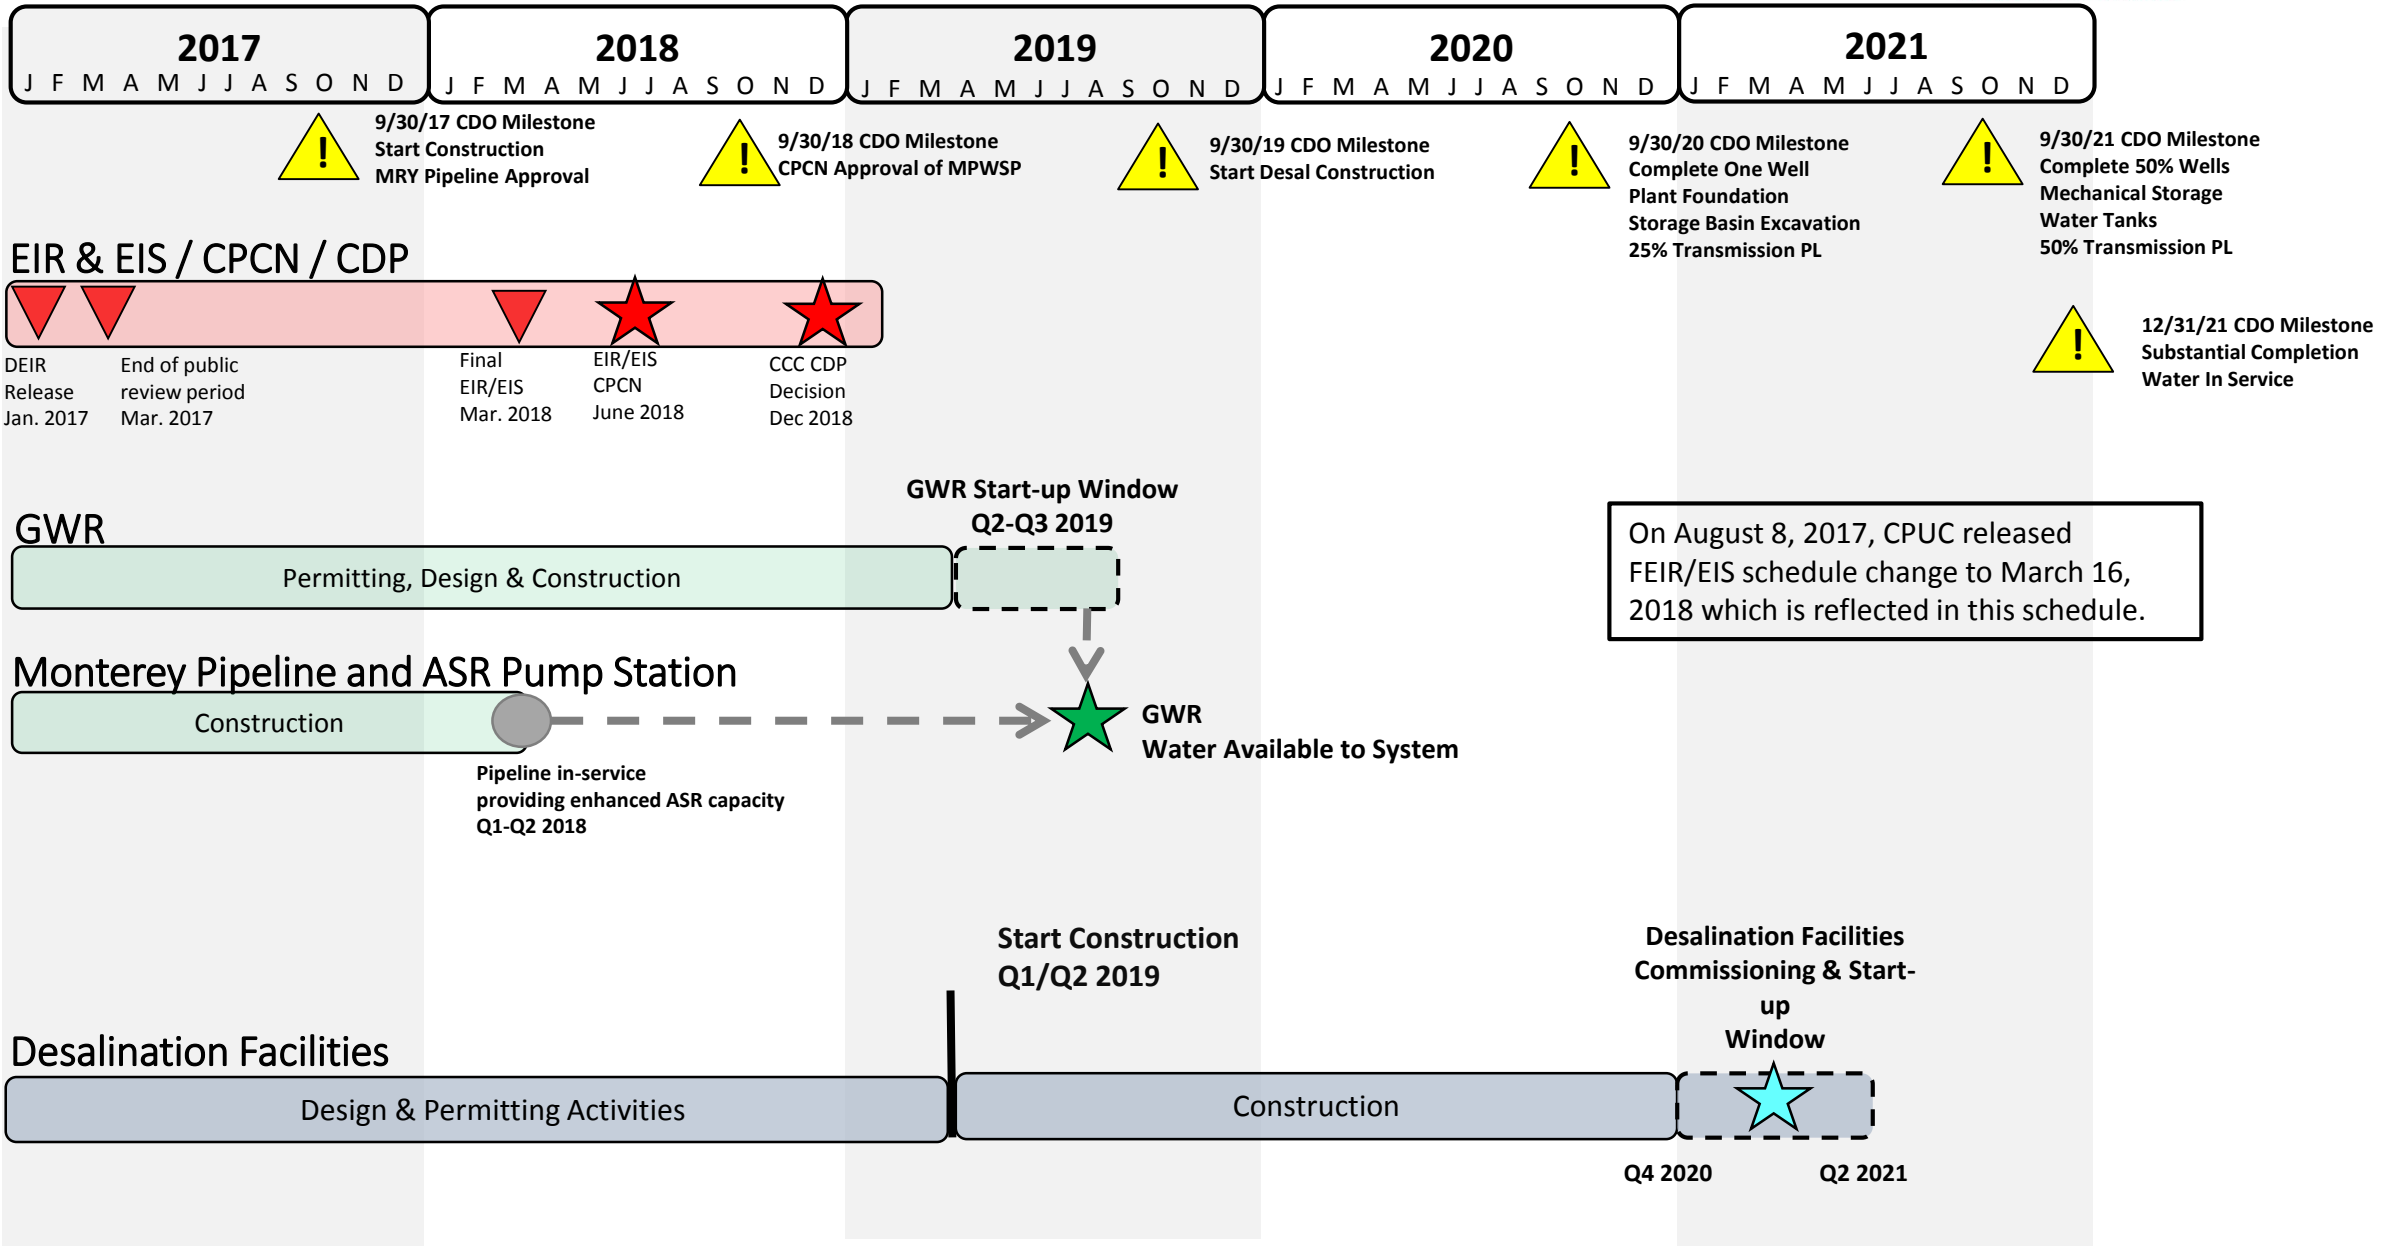 2017
J F M A M J J A S O N D
2018
J F M A M J J A S O N D
2019
J F M A M J J A S O N D
2020
J F M A M J J A S O N D
2021
J F M A M J J A S O N D
!
9/30/17 CDO Milestone
Start Construction
MRY Pipeline Approval
!
9/30/18 CDO Milestone
CPCN Approval of MPWSP
!
9/30/19 CDO Milestone
Start Desal Construction
!
9/30/20 CDO Milestone
Complete One Well
Plant Foundation
Storage Basin Excavation
25% Transmission PL
!
9/30/21 CDO Milestone
Complete 50% Wells
Mechanical Storage
Water Tanks
50% Transmission PL
!
12/31/21 CDO Milestone
Substantial Completion
Water In Service
EIR & EIS / CPCN / CDP
DEIR
Release
Jan. 2017
End of public
review period
Mar. 2017
Final
EIR/EIS
Mar. 2018
EIR/EIS
CPCN
June 2018
CCC CDP
Decision
Dec 2018
GWR Start-up Window
Q2-Q3 2019
GWR
Permitting, Design & Construction
On August 8, 2017, CPUC released
FEIR/EIS schedule change to March 16,
2018 which is reflected in this schedule.
Monterey Pipeline and ASR Pump Station
Construction
GWR
Water Available to System
Pipeline in-service
providing enhanced ASR capacity
Q1-Q2 2018
Start Construction
Q1/Q2 2019
Desalination Facilities
Commissioning & Start-
up
Window
Desalination Facilities
Design & Permitting Activities
Construction
Q4 2020
Q2 2021